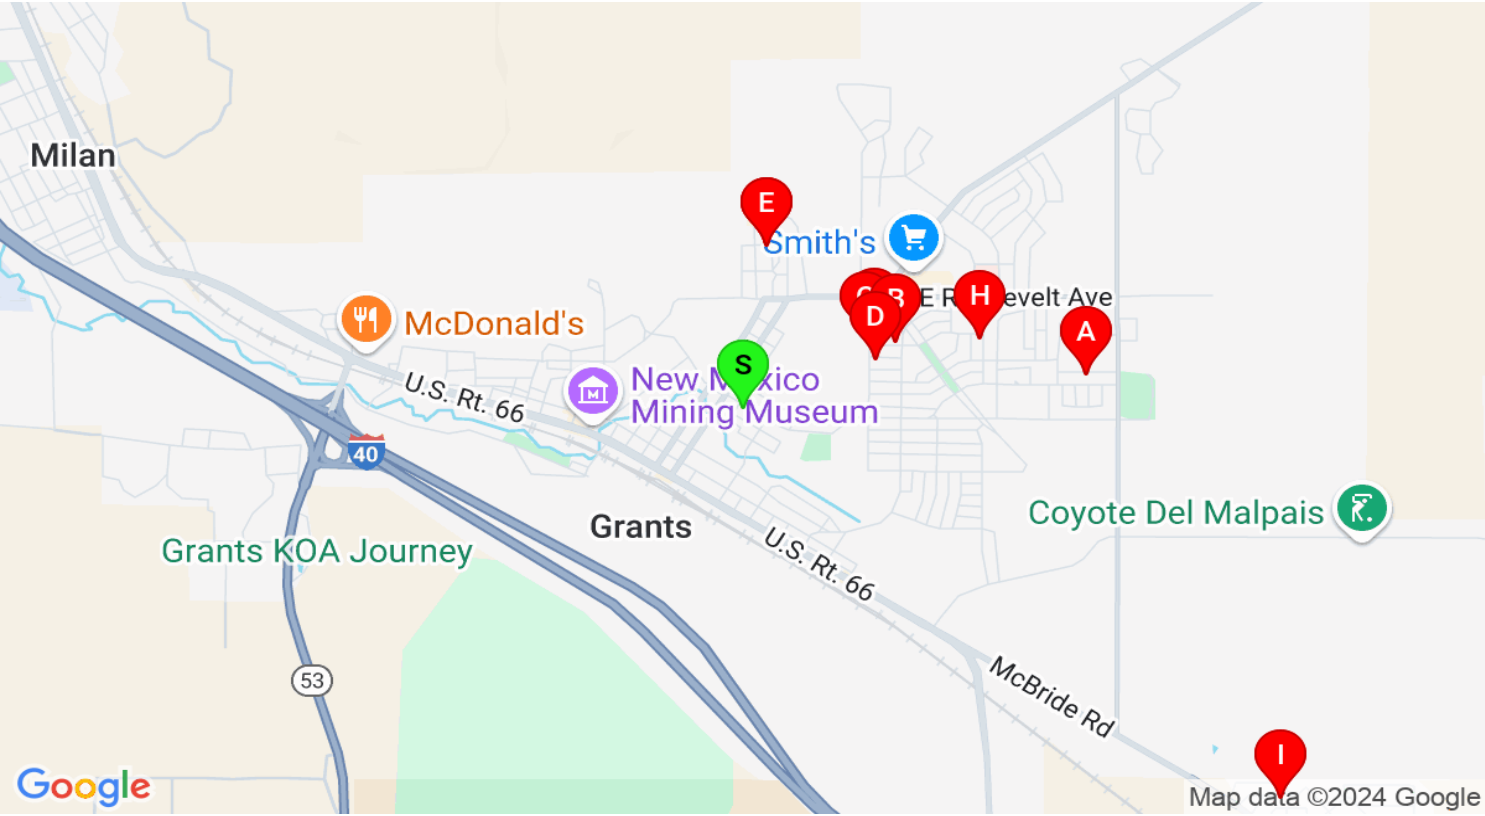 Milan
E
Smith's
E R evelt Ave
H
B
D
A
McDonald's
S
New M xico
Mining Museum
U.S. Rt. 66
40
Coyote Del Malpais
Grants
Grants KOA Journey
U.S. Rt. 66
53
McBride Rd
I
Google
Map data ©2024 Google